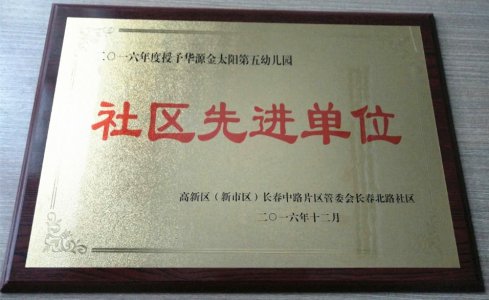 二〇一六年度授予华源金太阳第五幼儿园
社区先进单位
高新区（新市区）长春中路片区管委会长春北路社区
二〇一六年十二月